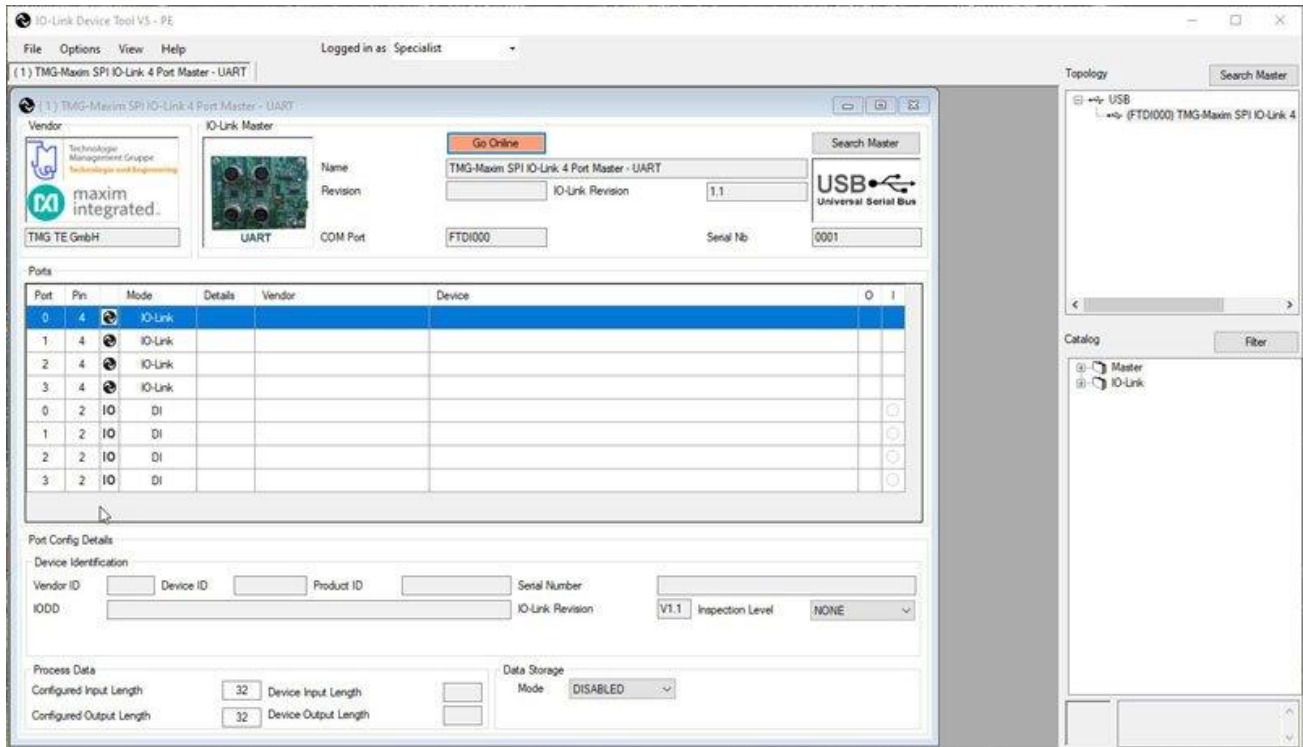 IO-Link Device Tool V5 - PE
File Options View Help Logged in as Specialist
( 1 ) TMG-Maxim SPI IO-Link 4 Port Master - UART
( 1 ) TMG-Maxim SPI IO-Link 4 Port Master - UART
Vendor
Technologie
Management Gruppe
Technologie und Engineering
maxim
integrated.
TMG TE GmbH
IO-Link Master
UART
Go Online
Search Master
Name TMG-Maxim SPI IO-Link 4 Port Master - UART
Revision IO-Link Revision 1.1
USB
Universal Serial Bus
COM Port FTDI000 Serial Nb 0001
Ports
Port Pin Mode Details Vendor Device O I
0 4 IO-Link
1 4 IO-Link
2 4 IO-Link
3 4 IO-Link
0 2 IO DI
1 2 IO DI
2 2 IO DI
3 2 IO DI
Port Config Details
Device Identification
Vendor ID Device ID Product ID Serial Number
IODD IO-Link Revision V1.1 Inspection Level NONE
Process Data
Configured Input Length 32 Device Input Length
Configured Output Length 32 Device Output Length
Data Storage
Mode DISABLED
Topology Search Master
USB
(FTDI000) TMG-Maxim SPI IO-Link 4
Catalog Filter
Master
IO-Link